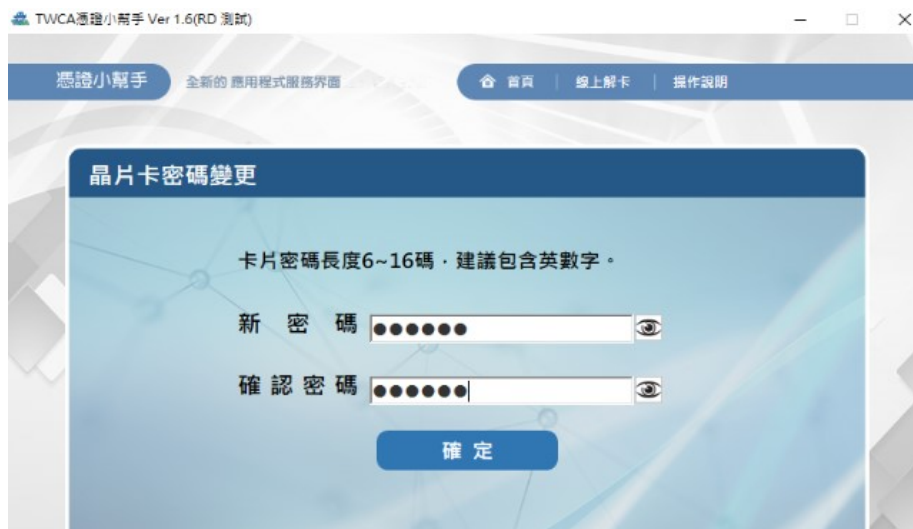 TWCA憑證小幫手 Ver 1.6(RD 測試)
憑證小幫手 全新的 應用程式服務界面 首頁 | 線上解卡 | 操作說明
晶片卡密碼變更
卡片密碼長度6~16碼，建議包含英數字。
新密碼 ●●●●●●
確認密碼 ●●●●●●
確定